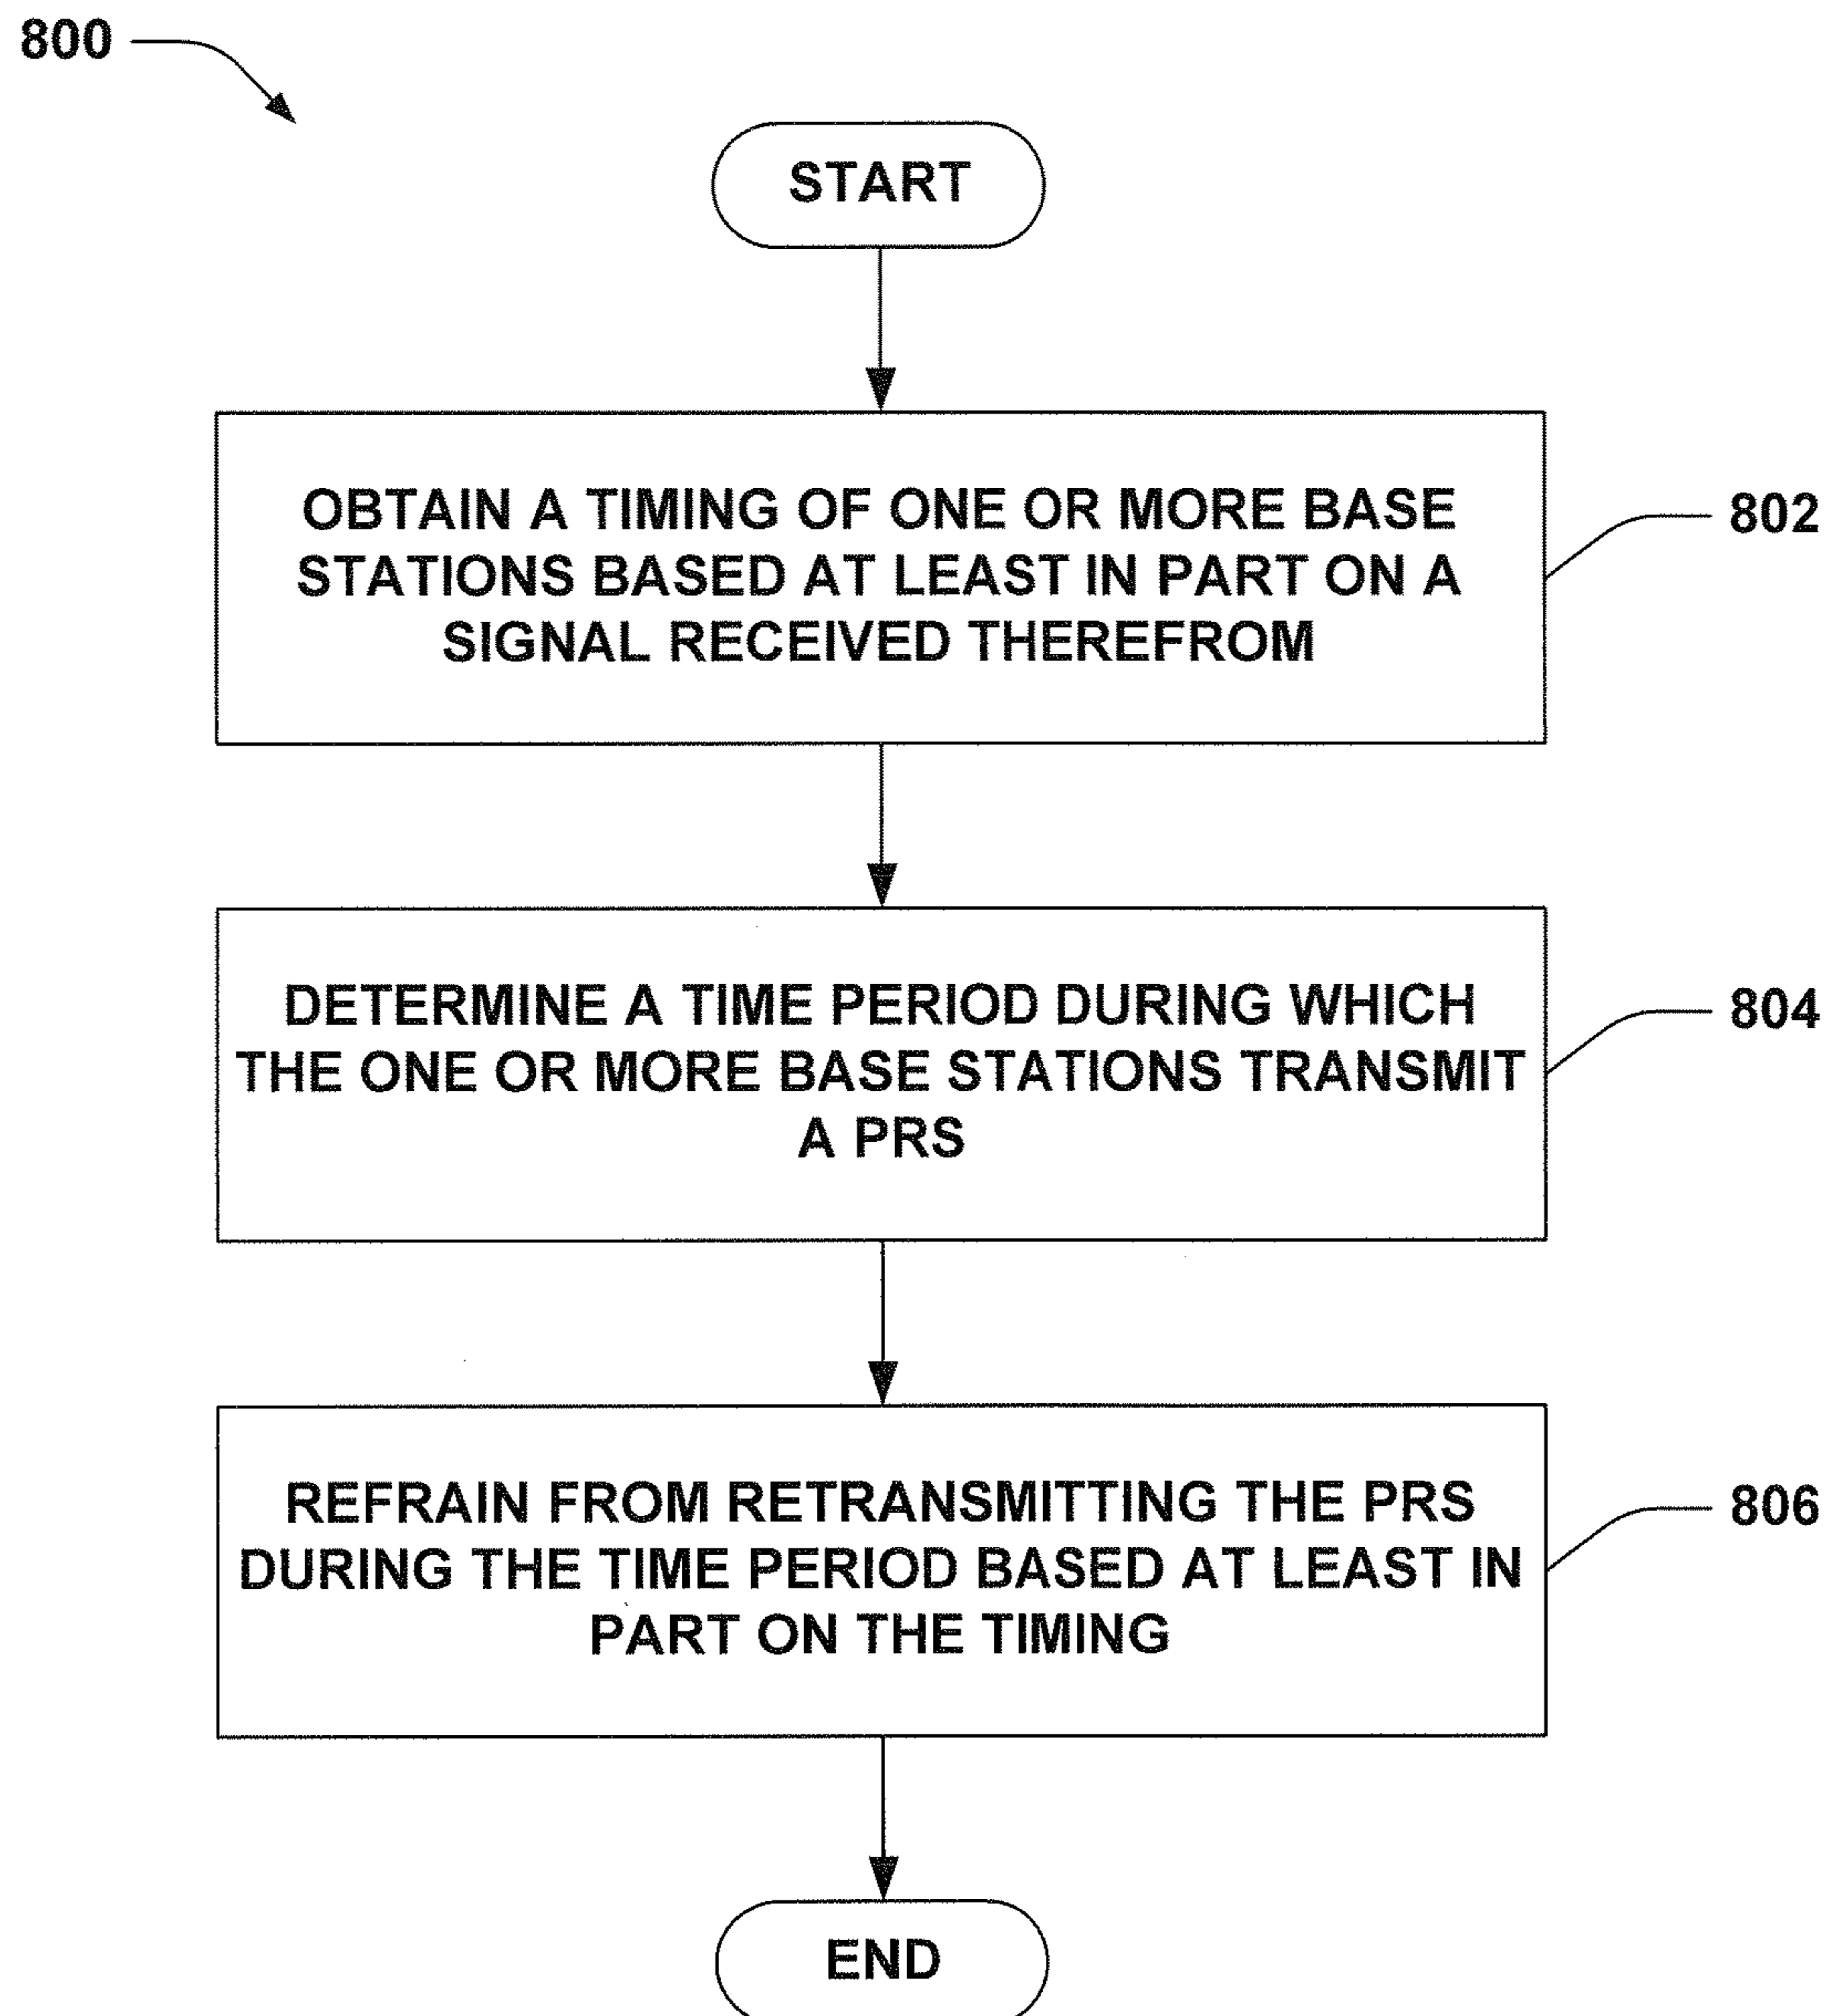 800
START
OBTAIN A TIMING OF ONE OR MORE BASE
STATIONS BASED AT LEAST IN PART ON A
SIGNAL RECEIVED THEREFROM
802
DETERMINE A TIME PERIOD DURING WHICH
THE ONE OR MORE BASE STATIONS TRANSMIT
A PRS
804
REFRAIN FROM RETRANSMITTING THE PRS
DURING THE TIME PERIOD BASED AT LEAST IN
PART ON THE TIMING
806
END